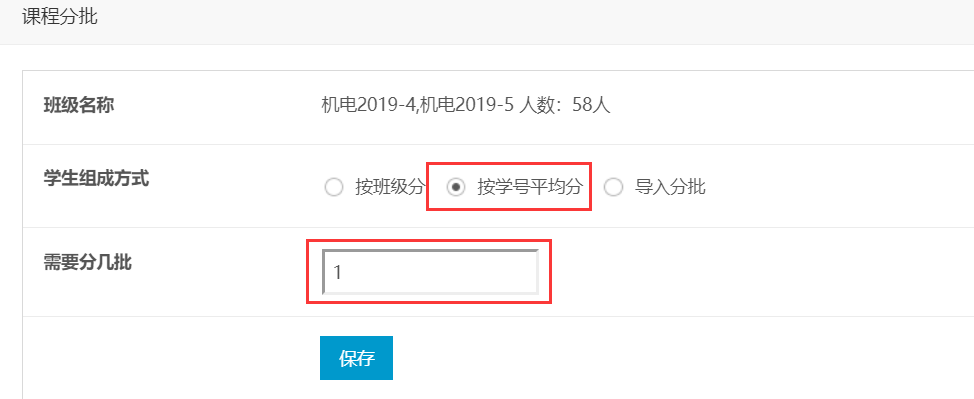 课程分批
班级名称 机电2019-4,机电2019-5 人数：58人
学生组成方式 按班级分 按学号平均分 导入分批
需要分几批 1
保存